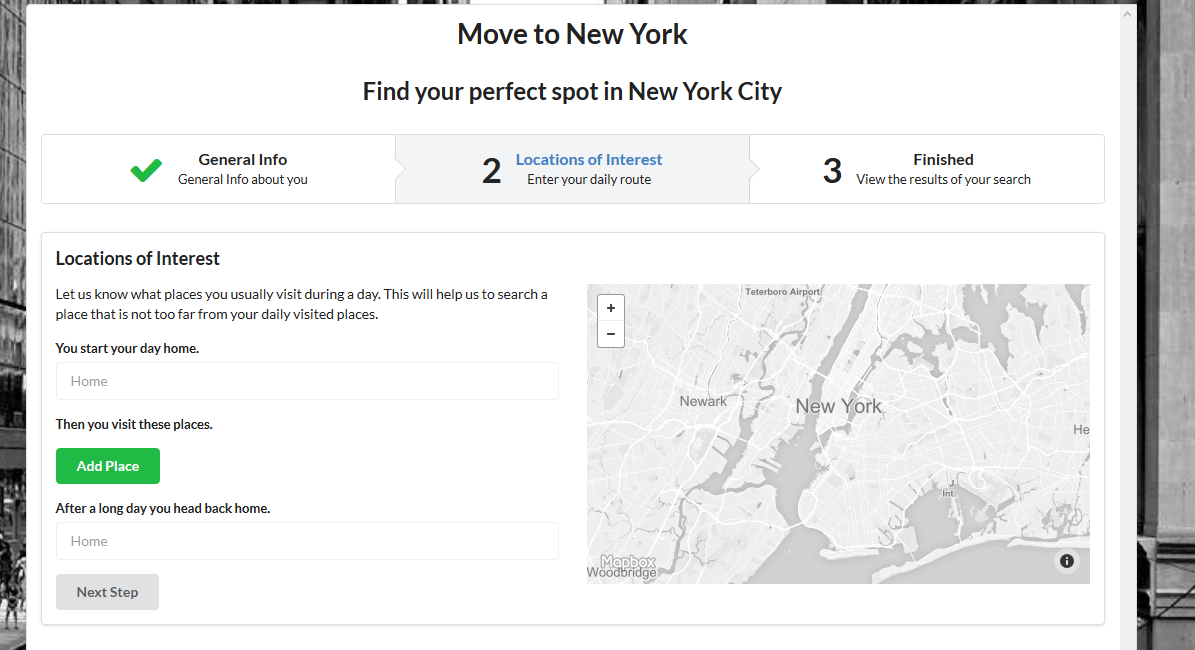 Move to New York
Find your perfect spot in New York City
General Info
General Info about you
2
Locations of Interest
Enter your daily route
3
Finished
View the results of your search
Locations of Interest
Let us know what places you usually visit during a day. This will help us to search a
place that is not too far from your daily visited places.
You start your day home.
Home
Then you visit these places.
Add Place
After a long day you head back home.
Home
Next Step
+
−
Teterboro Airport
Newark
New York
He
J.
Int.
Mapbox
Woodbridge
i